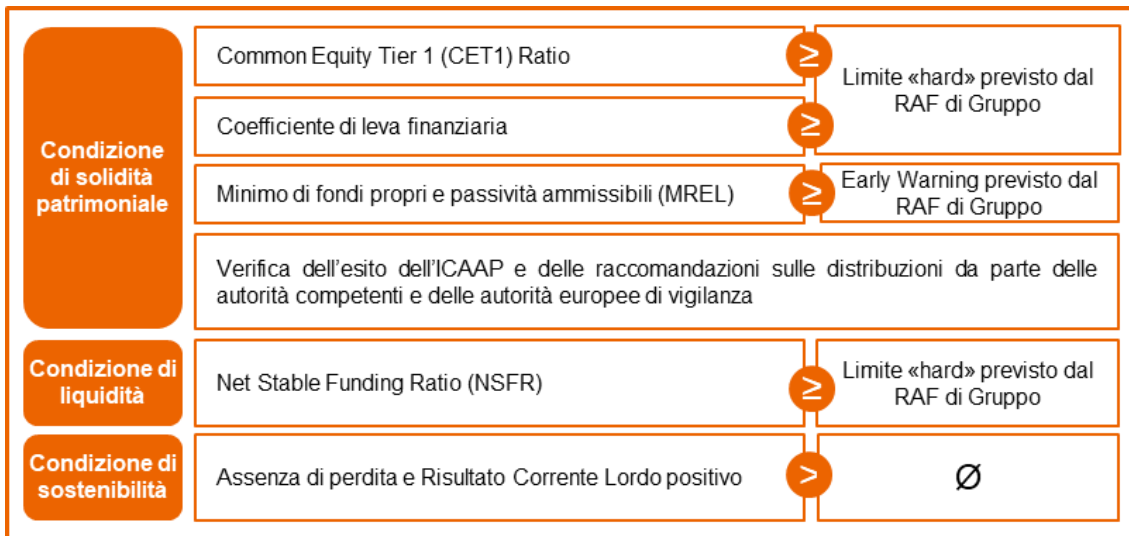 Condizione
di solidità
patrimoniale
Common Equity Tier 1 (CET1) Ratio
≥
Limite «hard» previsto dal
RAF di Gruppo
Coefficiente di leva finanziaria
≥
Minimo di fondi propri e passività ammissibili (MREL)
≥
Early Warning previsto dal
RAF di Gruppo
Verifica dell'esito dell'ICAAP e delle raccomandazioni sulle distribuzioni da parte delle
autorità competenti e delle autorità europee di vigilanza
Condizione di
liquidità
Net Stable Funding Ratio (NSFR)
≥
Limite «hard» previsto dal
RAF di Gruppo
Condizione di
sostenibilità
Assenza di perdita e Risultato Corrente Lordo positivo
>
Ø